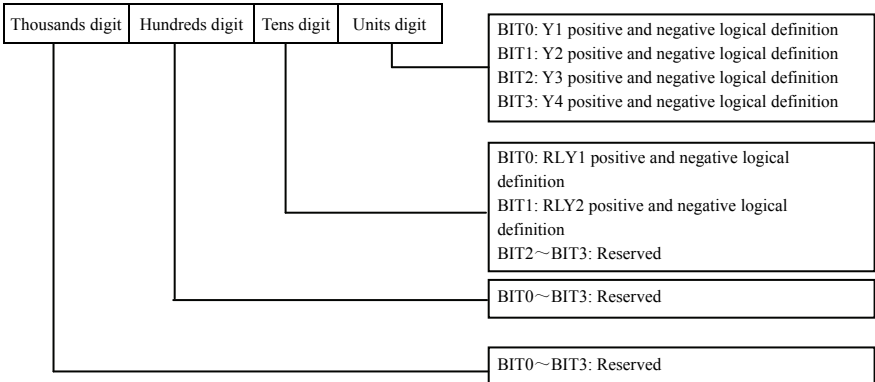 Thousands digit Hundreds digit Tens digit Units digit
BIT0: Y1 positive and negative logical definition
BIT1: Y2 positive and negative logical definition
BIT2: Y3 positive and negative logical definition
BIT3: Y4 positive and negative logical definition
BIT0: RLY1 positive and negative logical
definition
BIT1: RLY2 positive and negative logical
definition
BIT2～BIT3: Reserved
BIT0～BIT3: Reserved
BIT0～BIT3: Reserved